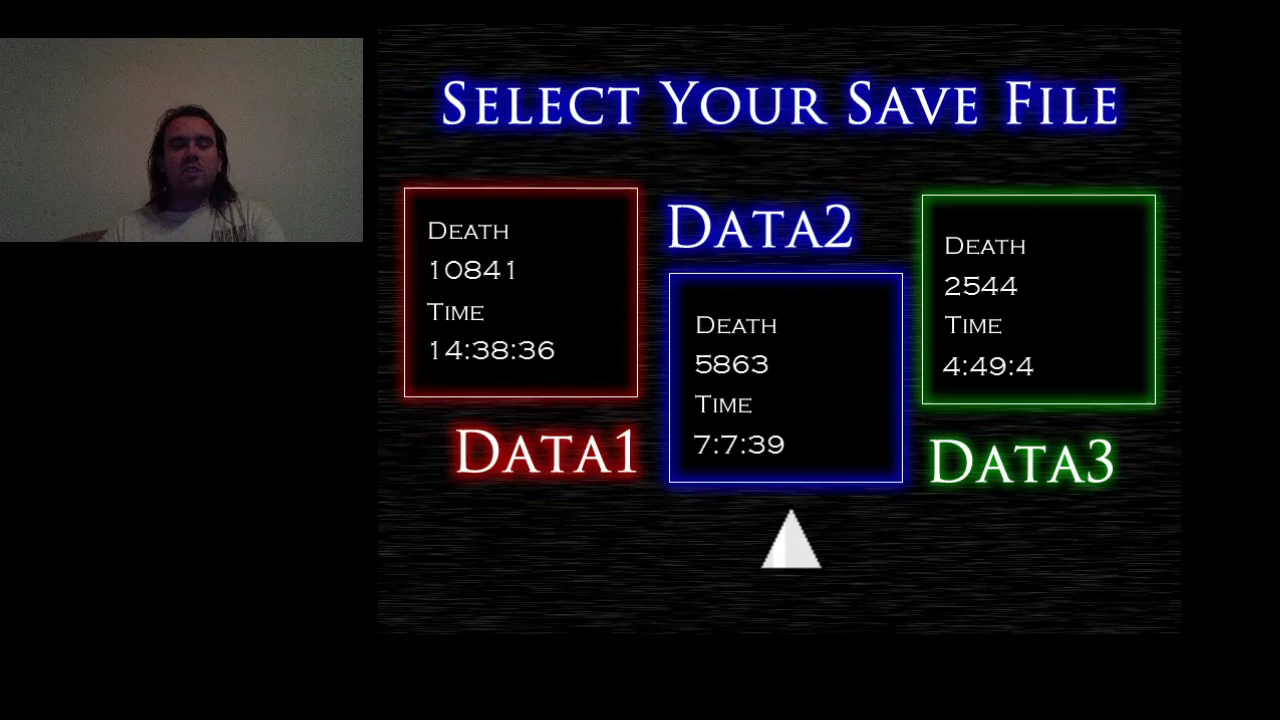 SELECT YOUR SAVE FILE
DEATH
10841
TIME
14:38:36
DATA1
DATA2
DEATH
5863
TIME
7:7:39
DEATH
2544
TIME
4:49:4
DATA3